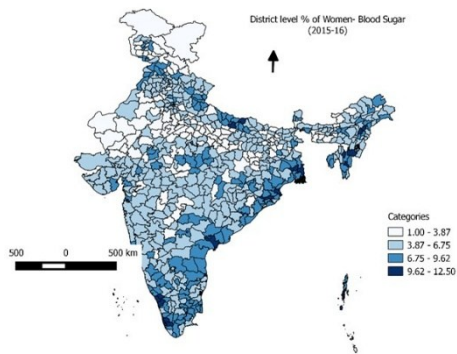 District level % of Women- Blood Sugar
(2015-16)
Categories
1.00 - 3.87
3.87 - 6.75
6.75 - 9.62
9.62 - 12.50
500 0 500 km